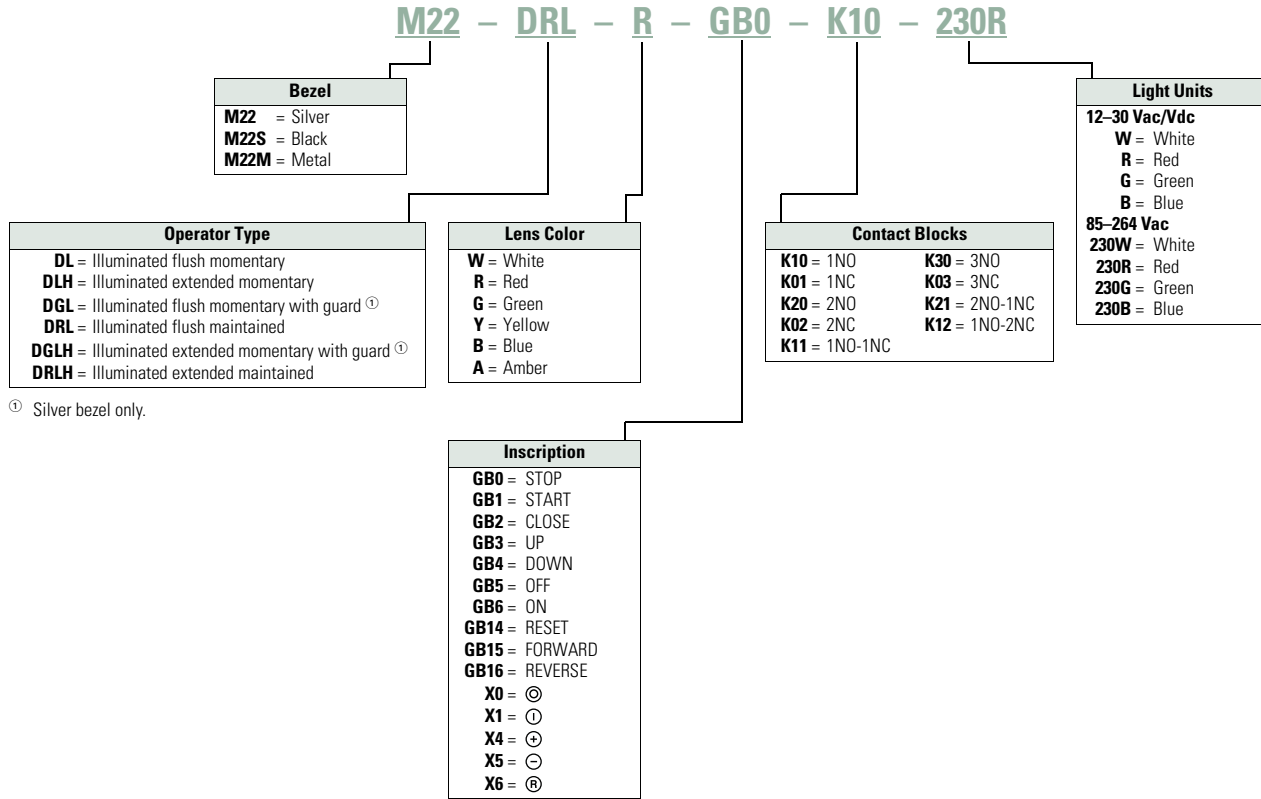 M22 – DRL – R – GB0 – K10 – 230R
Bezel
M22 = Silver
M22S = Black
M22M = Metal
Light Units
12–30 Vac/Vdc
W = White
R = Red
G = Green
B = Blue
85–264 Vac
230W = White
230R = Red
230G = Green
230B = Blue
Operator Type
DL = Illuminated flush momentary
DLH = Illuminated extended momentary
DGL = Illuminated flush momentary with guard ①
DRL = Illuminated flush maintained
DGLH = Illuminated extended momentary with guard ①
DRLH = Illuminated extended maintained
① Silver bezel only.
Lens Color
W = White
R = Red
G = Green
Y = Yellow
B = Blue
A = Amber
Contact Blocks
K10 = 1NO K30 = 3NO
K01 = 1NC K03 = 3NC
K20 = 2NO K21 = 2NO-1NC
K02 = 2NC K12 = 1NO-2NC
K11 = 1NO-1NC
Inscription
GB0 = STOP
GB1 = START
GB2 = CLOSE
GB3 = UP
GB4 = DOWN
GB5 = OFF
GB6 = ON
GB14 = RESET
GB15 = FORWARD
GB16 = REVERSE
X0 = ◎
X1 = Ⓘ
X4 = ⊕
X5 = ⊖
X6 = Ⓡ